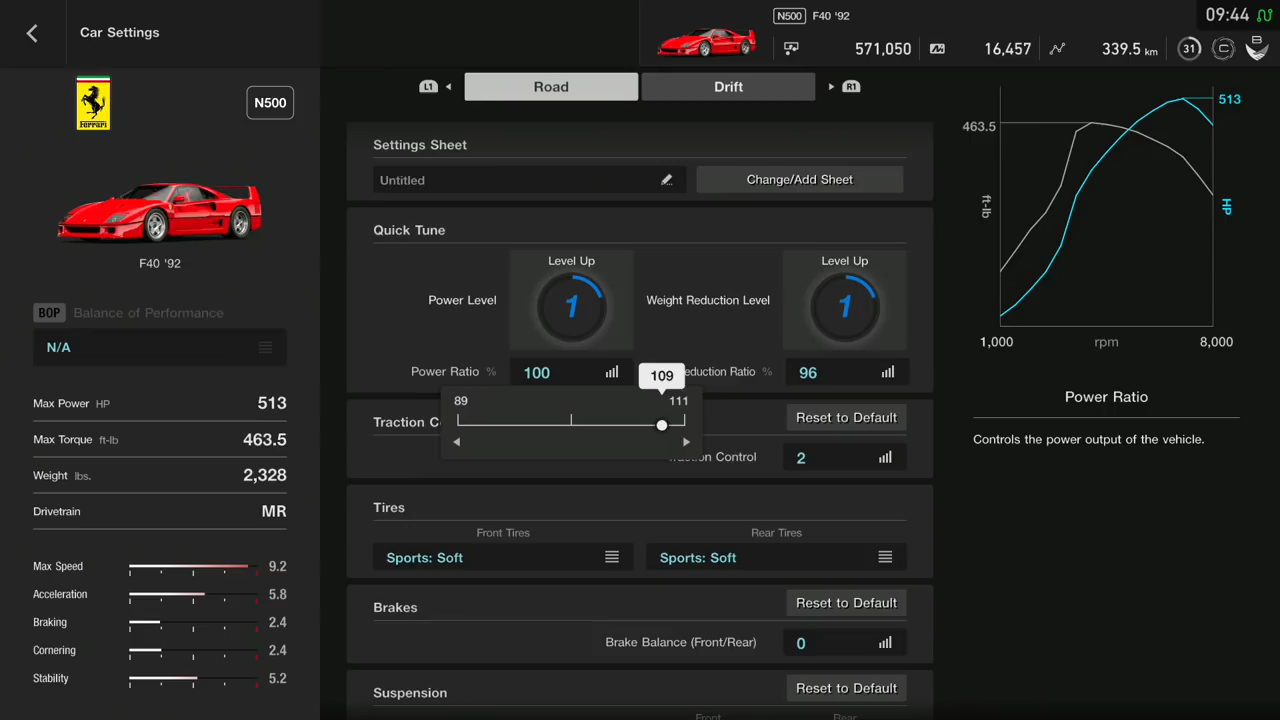 Car Settings
N500 F40 '92
571,050 16,457 339.5 km 31 C B
09:44
Ferrari
N500
F40 '92
BOP Balance of Performance
N/A
Max Power HP 513
Max Torque ft-lb 463.5
Weight lbs. 2,328
Drivetrain MR
Max Speed 9.2
Acceleration 5.8
Braking 2.4
Cornering 2.4
Stability 5.2
L1 Road Drift R1
Settings Sheet
Untitled Change/Add Sheet
Quick Tune
Level Up Level Up
Power Level 1 Weight Reduction Level 1
Power Ratio % 100 Reduction Ratio % 96
109
89 111
Traction Co Reset to Default
Traction Control 2
Tires
Front Tires Rear Tires
Sports: Soft Sports: Soft
Brakes Reset to Default
Brake Balance (Front/Rear) 0
Suspension Reset to Default
Front Rear
513
463.5
ft-lb HP
1,000 rpm 8,000
Power Ratio
Controls the power output of the vehicle.